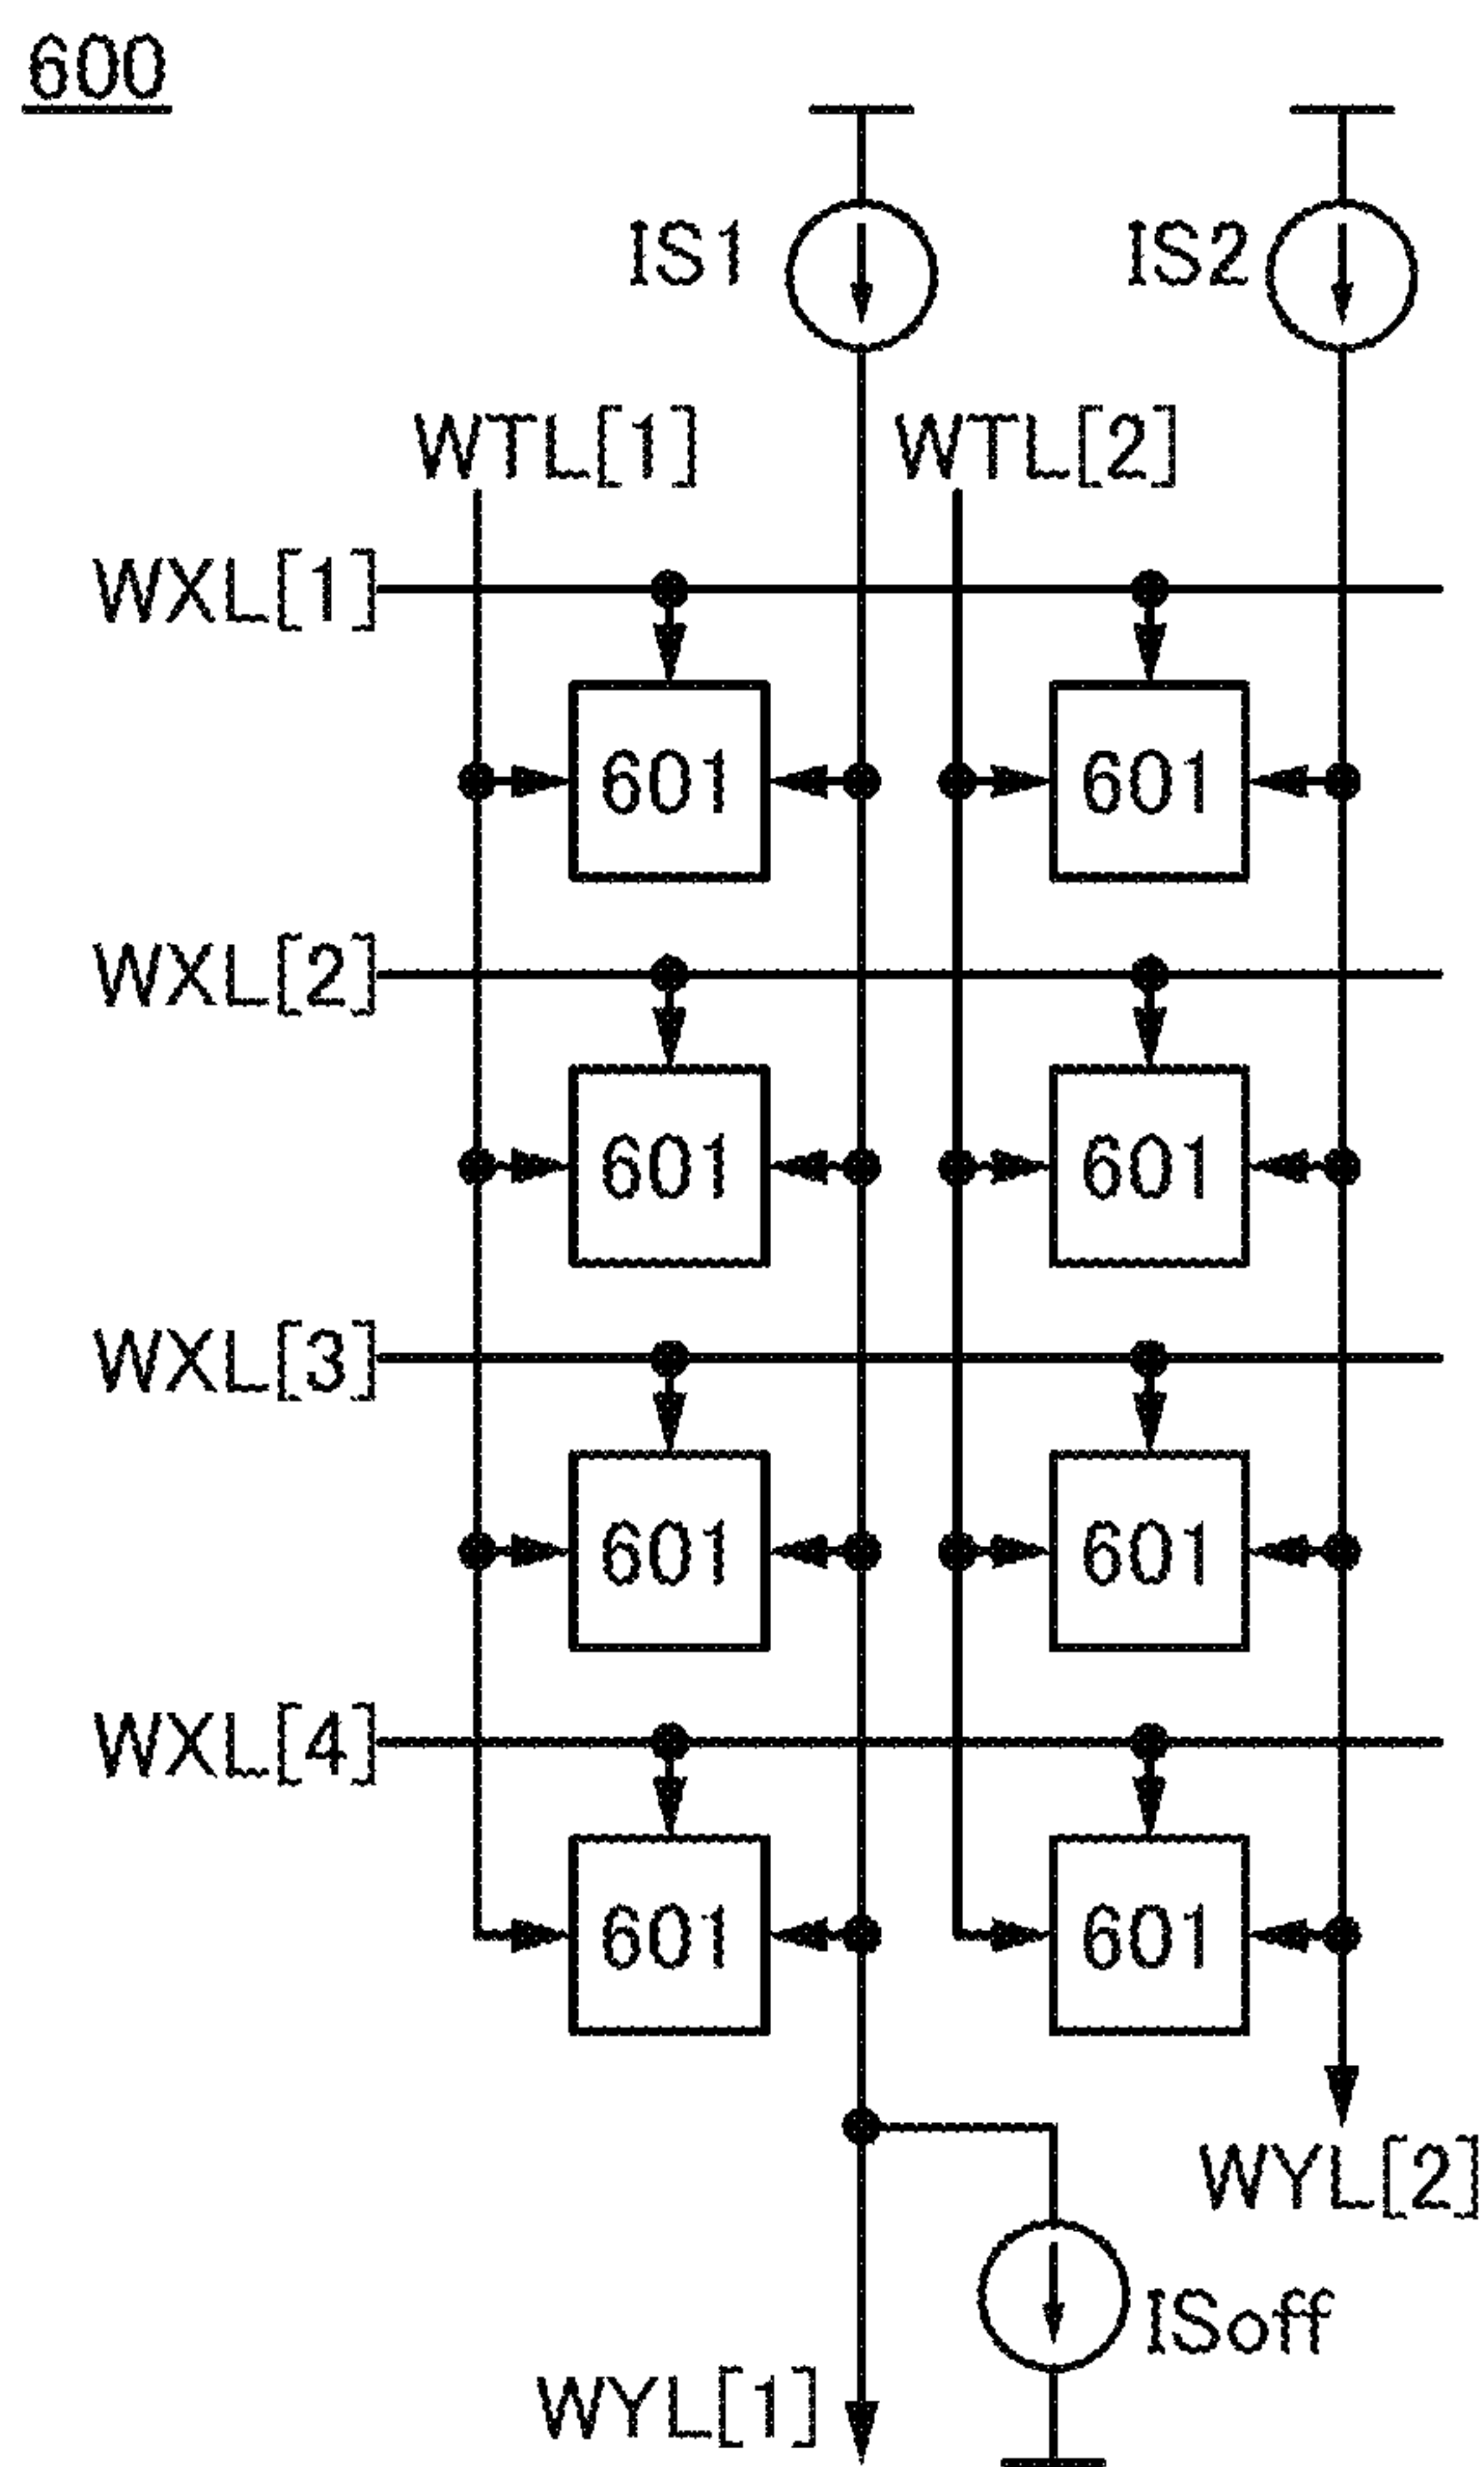 600
IS1 IS2
WTL[1] WTL[2]
WXL[1]
601 601
WXL[2]
601 601
WXL[3]
601 601
WXL[4]
601 601
WYL[2]
ISoff
WYL[1]